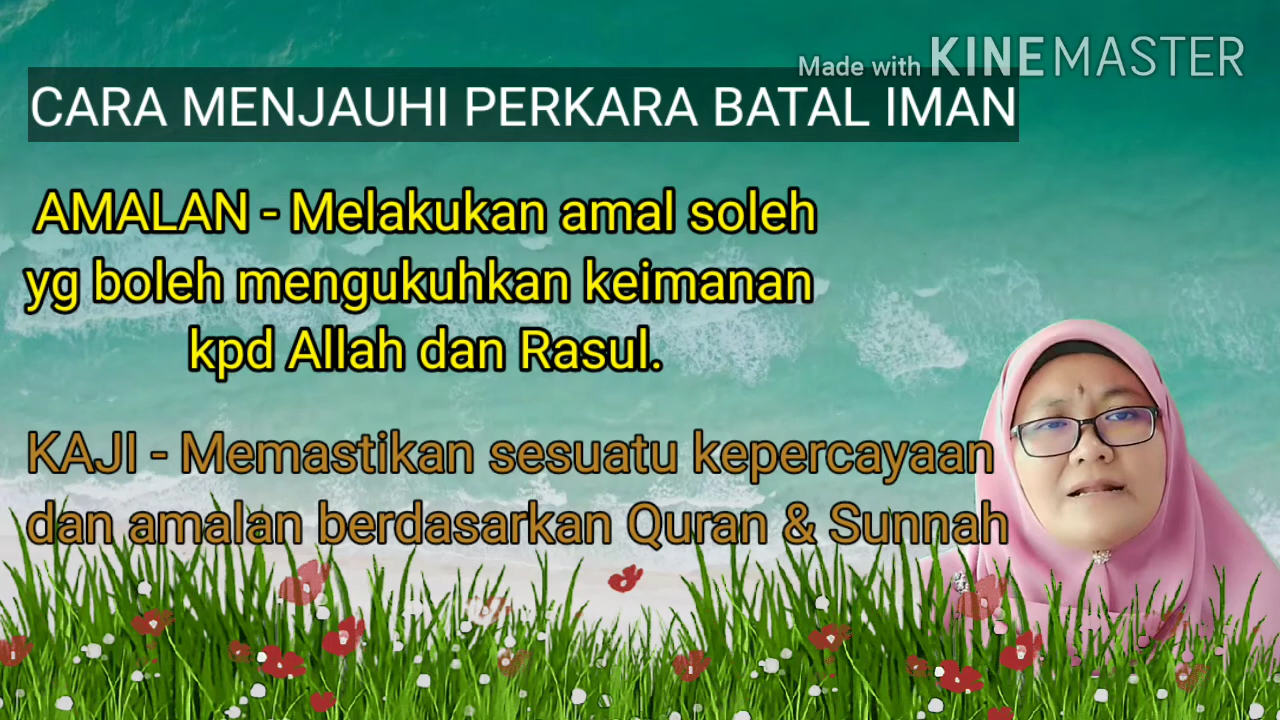 Made with KINEMASTER
CARA MENJAUHI PERKARA BATAL IMAN
AMALAN - Melakukan amal soleh
yg boleh mengukuhkan keimanan
kpd Allah dan Rasul.
KAJI - Memastikan sesuatu kepercayaan
dan amalan berdasarkan Quran & Sunnah